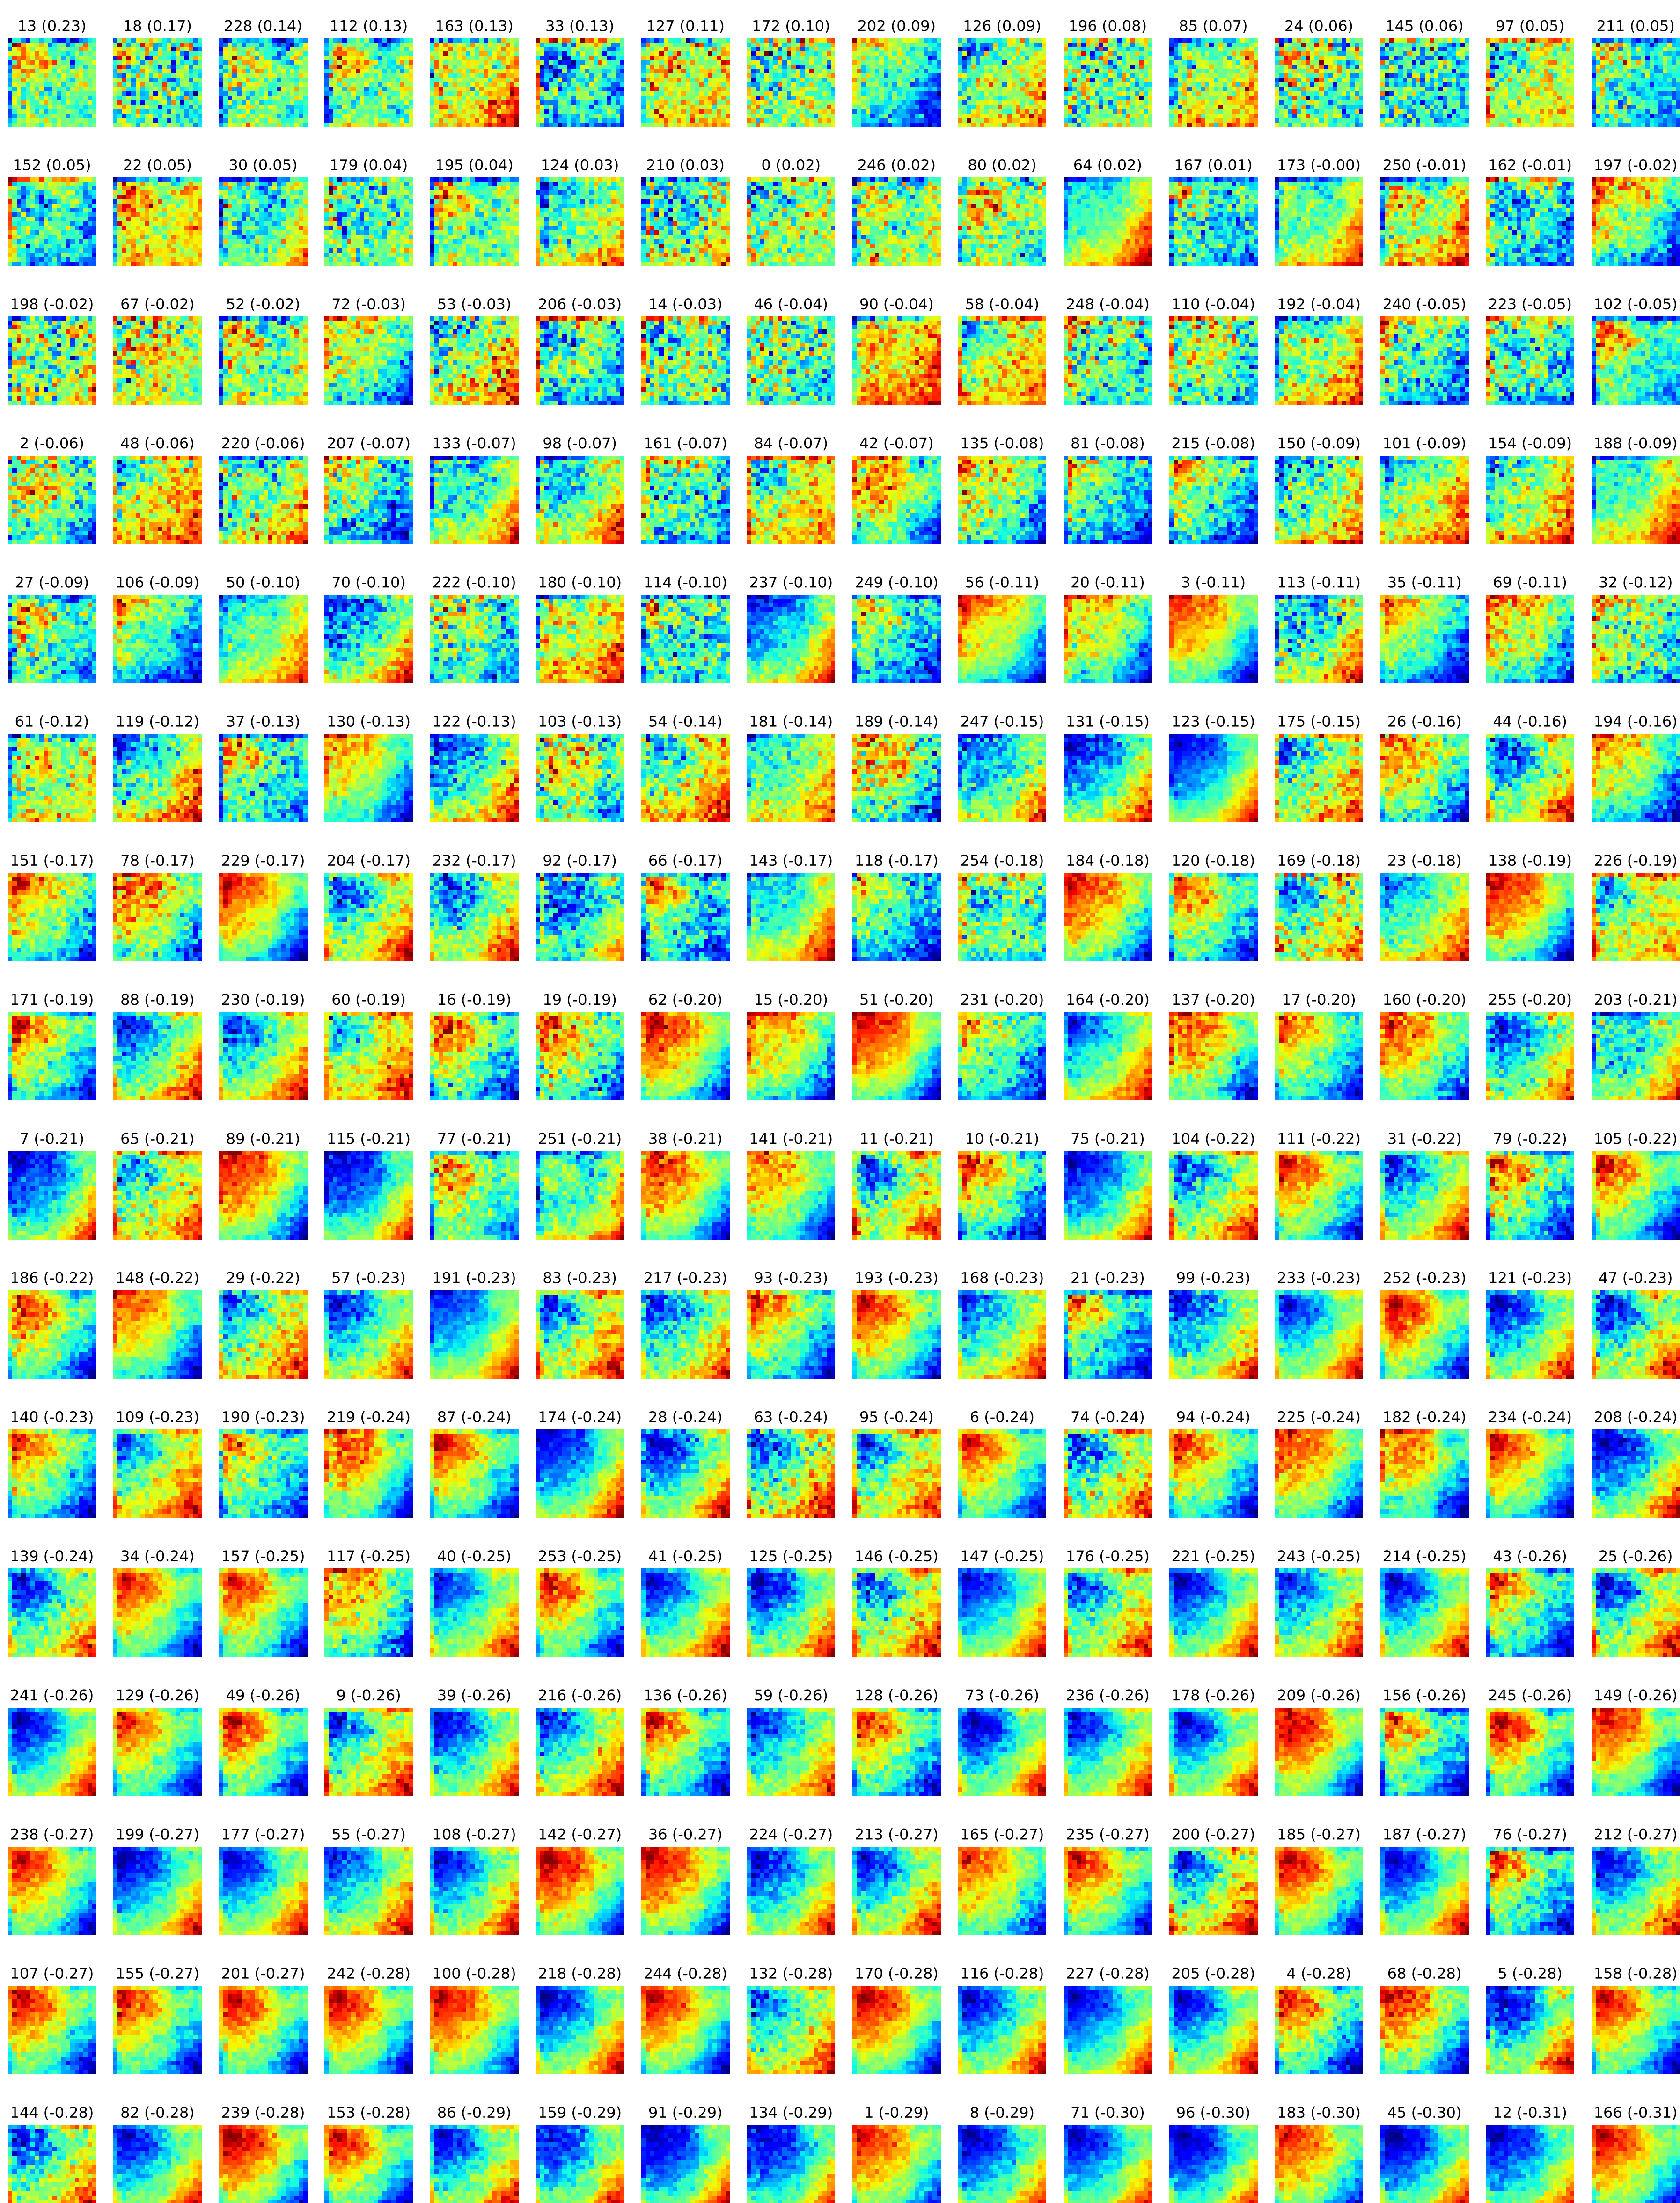 13 (0.23) 18 (0.17) 228 (0.14) 112 (0.13) 163 (0.13) 33 (0.13) 127 (0.11) 172 (0.10) 202 (0.09) 126 (0.09) 196 (0.08) 85 (0.07) 24 (0.06) 145 (0.06) 97 (0.05) 211 (0.05)
152 (0.05) 22 (0.05) 30 (0.05) 179 (0.04) 195 (0.04) 124 (0.03) 210 (0.03) 0 (0.02) 246 (0.02) 80 (0.02) 64 (0.02) 167 (0.01) 173 (-0.00) 250 (-0.01) 162 (-0.01) 197 (-0.02)
198 (-0.02) 67 (-0.02) 52 (-0.02) 72 (-0.03) 53 (-0.03) 206 (-0.03) 14 (-0.03) 46 (-0.04) 90 (-0.04) 58 (-0.04) 248 (-0.04) 110 (-0.04) 192 (-0.04) 240 (-0.05) 223 (-0.05) 102 (-0.05)
2 (-0.06) 48 (-0.06) 220 (-0.06) 207 (-0.07) 133 (-0.07) 98 (-0.07) 161 (-0.07) 84 (-0.07) 42 (-0.07) 135 (-0.08) 81 (-0.08) 215 (-0.08) 150 (-0.09) 101 (-0.09) 154 (-0.09) 188 (-0.09)
27 (-0.09) 106 (-0.09) 50 (-0.10) 70 (-0.10) 222 (-0.10) 180 (-0.10) 114 (-0.10) 237 (-0.10) 249 (-0.10) 56 (-0.11) 20 (-0.11) 3 (-0.11) 113 (-0.11) 35 (-0.11) 69 (-0.11) 32 (-0.12)
61 (-0.12) 119 (-0.12) 37 (-0.13) 130 (-0.13) 122 (-0.13) 103 (-0.13) 54 (-0.14) 181 (-0.14) 189 (-0.14) 247 (-0.15) 131 (-0.15) 123 (-0.15) 175 (-0.15) 26 (-0.16) 44 (-0.16) 194 (-0.16)
151 (-0.17) 78 (-0.17) 229 (-0.17) 204 (-0.17) 232 (-0.17) 92 (-0.17) 66 (-0.17) 143 (-0.17) 118 (-0.17) 254 (-0.18) 184 (-0.18) 120 (-0.18) 169 (-0.18) 23 (-0.18) 138 (-0.19) 226 (-0.19)
171 (-0.19) 88 (-0.19) 230 (-0.19) 60 (-0.19) 16 (-0.19) 19 (-0.19) 62 (-0.20) 15 (-0.20) 51 (-0.20) 231 (-0.20) 164 (-0.20) 137 (-0.20) 17 (-0.20) 160 (-0.20) 255 (-0.20) 203 (-0.21)
7 (-0.21) 65 (-0.21) 89 (-0.21) 115 (-0.21) 77 (-0.21) 251 (-0.21) 38 (-0.21) 141 (-0.21) 11 (-0.21) 10 (-0.21) 75 (-0.21) 104 (-0.22) 111 (-0.22) 31 (-0.22) 79 (-0.22) 105 (-0.22)
186 (-0.22) 148 (-0.22) 29 (-0.22) 57 (-0.23) 191 (-0.23) 83 (-0.23) 217 (-0.23) 93 (-0.23) 193 (-0.23) 168 (-0.23) 21 (-0.23) 99 (-0.23) 233 (-0.23) 252 (-0.23) 121 (-0.23) 47 (-0.23)
140 (-0.23) 109 (-0.23) 190 (-0.23) 219 (-0.24) 87 (-0.24) 174 (-0.24) 28 (-0.24) 63 (-0.24) 95 (-0.24) 6 (-0.24) 74 (-0.24) 94 (-0.24) 225 (-0.24) 182 (-0.24) 234 (-0.24) 208 (-0.24)
139 (-0.24) 34 (-0.24) 157 (-0.25) 117 (-0.25) 40 (-0.25) 253 (-0.25) 41 (-0.25) 125 (-0.25) 146 (-0.25) 147 (-0.25) 176 (-0.25) 221 (-0.25) 243 (-0.25) 214 (-0.25) 43 (-0.26) 25 (-0.26)
241 (-0.26) 129 (-0.26) 49 (-0.26) 9 (-0.26) 39 (-0.26) 216 (-0.26) 136 (-0.26) 59 (-0.26) 128 (-0.26) 73 (-0.26) 236 (-0.26) 178 (-0.26) 209 (-0.26) 156 (-0.26) 245 (-0.26) 149 (-0.26)
238 (-0.27) 199 (-0.27) 177 (-0.27) 55 (-0.27) 108 (-0.27) 142 (-0.27) 36 (-0.27) 224 (-0.27) 213 (-0.27) 165 (-0.27) 235 (-0.27) 200 (-0.27) 185 (-0.27) 187 (-0.27) 76 (-0.27) 212 (-0.27)
107 (-0.27) 155 (-0.27) 201 (-0.27) 242 (-0.28) 100 (-0.28) 218 (-0.28) 244 (-0.28) 132 (-0.28) 170 (-0.28) 116 (-0.28) 227 (-0.28) 205 (-0.28) 4 (-0.28) 68 (-0.28) 5 (-0.28) 158 (-0.28)
144 (-0.28) 82 (-0.28) 239 (-0.28) 153 (-0.28) 86 (-0.29) 159 (-0.29) 91 (-0.29) 134 (-0.29) 1 (-0.29) 8 (-0.29) 71 (-0.30) 96 (-0.30) 183 (-0.30) 45 (-0.30) 12 (-0.31) 166 (-0.31)